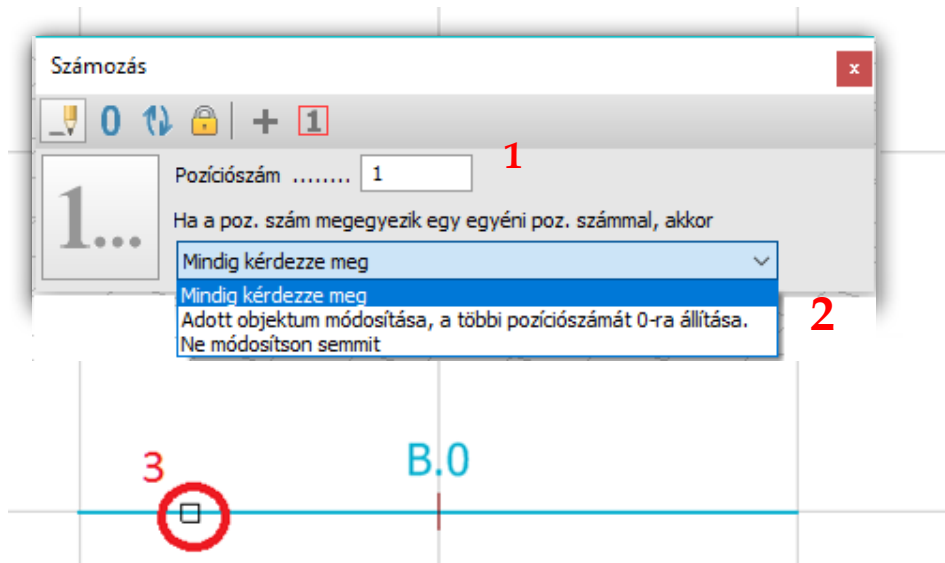 Számozás
x
0 1
1...
Pozíciószám ........ 1
1
Ha a poz. szám megegyezik egy egyéni poz. számmal, akkor
Mindig kérdezze meg
Mindig kérdezze meg
Adott objektum módosítása, a többi pozíciószámát 0-ra állítása.
Ne módosítson semmit
2
B.0
3